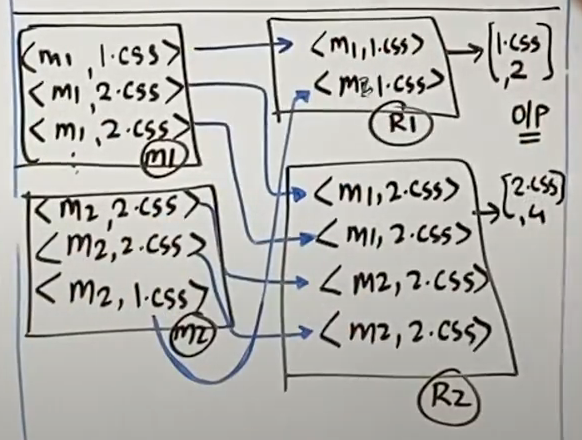 <m1, 1.css>
<m1, 2.css>
<m1, 2.css>
m1
<m2, 2.css>
<m2, 2.css>
<m2, 1.css>
m2
<m1, 1.css>
1.css>
R1
[1.css
,2]
O/P
<m1, 2.css>
<m1, 2.css>
<m2, 2.css>
<m2, 2.css>
R2
[2.css]
,4